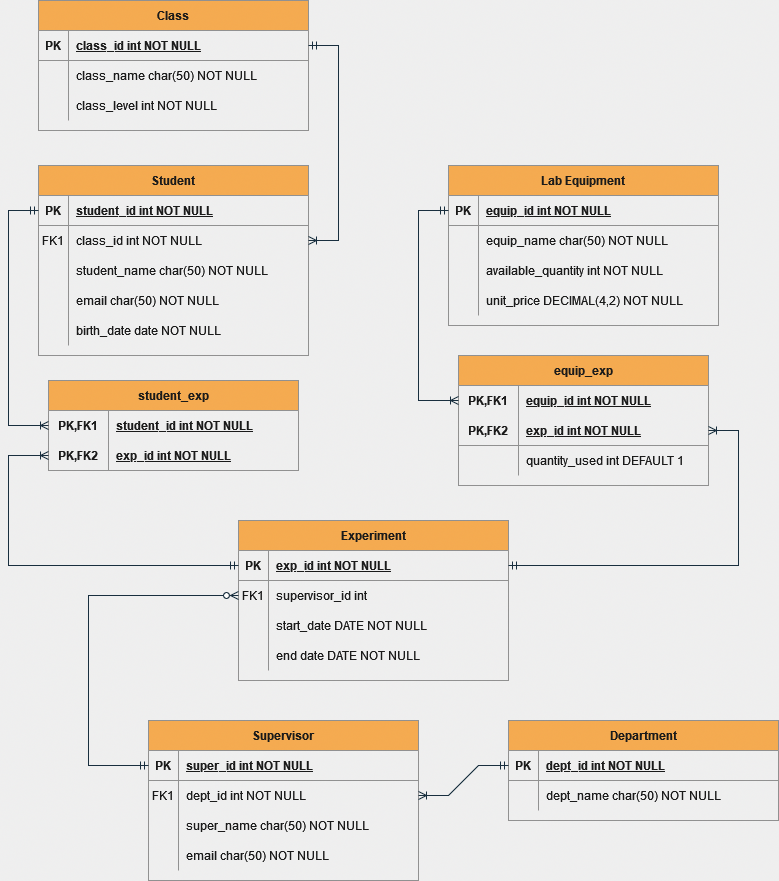 Class
PK class_id int NOT NULL
class_name char(50) NOT NULL
class_level int NOT NULL
Student
PK student_id int NOT NULL
FK1 class_id int NOT NULL
student_name char(50) NOT NULL
email char(50) NOT NULL
birth_date date NOT NULL
Lab Equipment
PK equip_id int NOT NULL
equip_name char(50) NOT NULL
available_quantity int NOT NULL
unit_price DECIMAL(4,2) NOT NULL
student_exp
PK,FK1 student_id int NOT NULL
PK,FK2 exp_id int NOT NULL
equip_exp
PK,FK1 equip_id int NOT NULL
PK,FK2 exp_id int NOT NULL
quantity_used int DEFAULT 1
Experiment
PK exp_id int NOT NULL
FK1 supervisor_id int
start_date DATE NOT NULL
end date DATE NOT NULL
Supervisor
PK super_id int NOT NULL
FK1 dept_id int NOT NULL
super_name char(50) NOT NULL
email char(50) NOT NULL
Department
PK dept_id int NOT NULL
dept_name char(50) NOT NULL